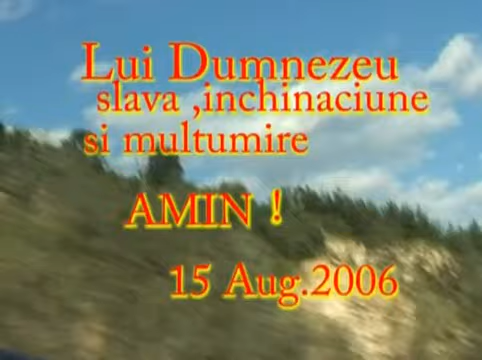 Lui Dumnezeu
slava ,inchinaciune
si multumire
AMIN !
15 Aug.2006